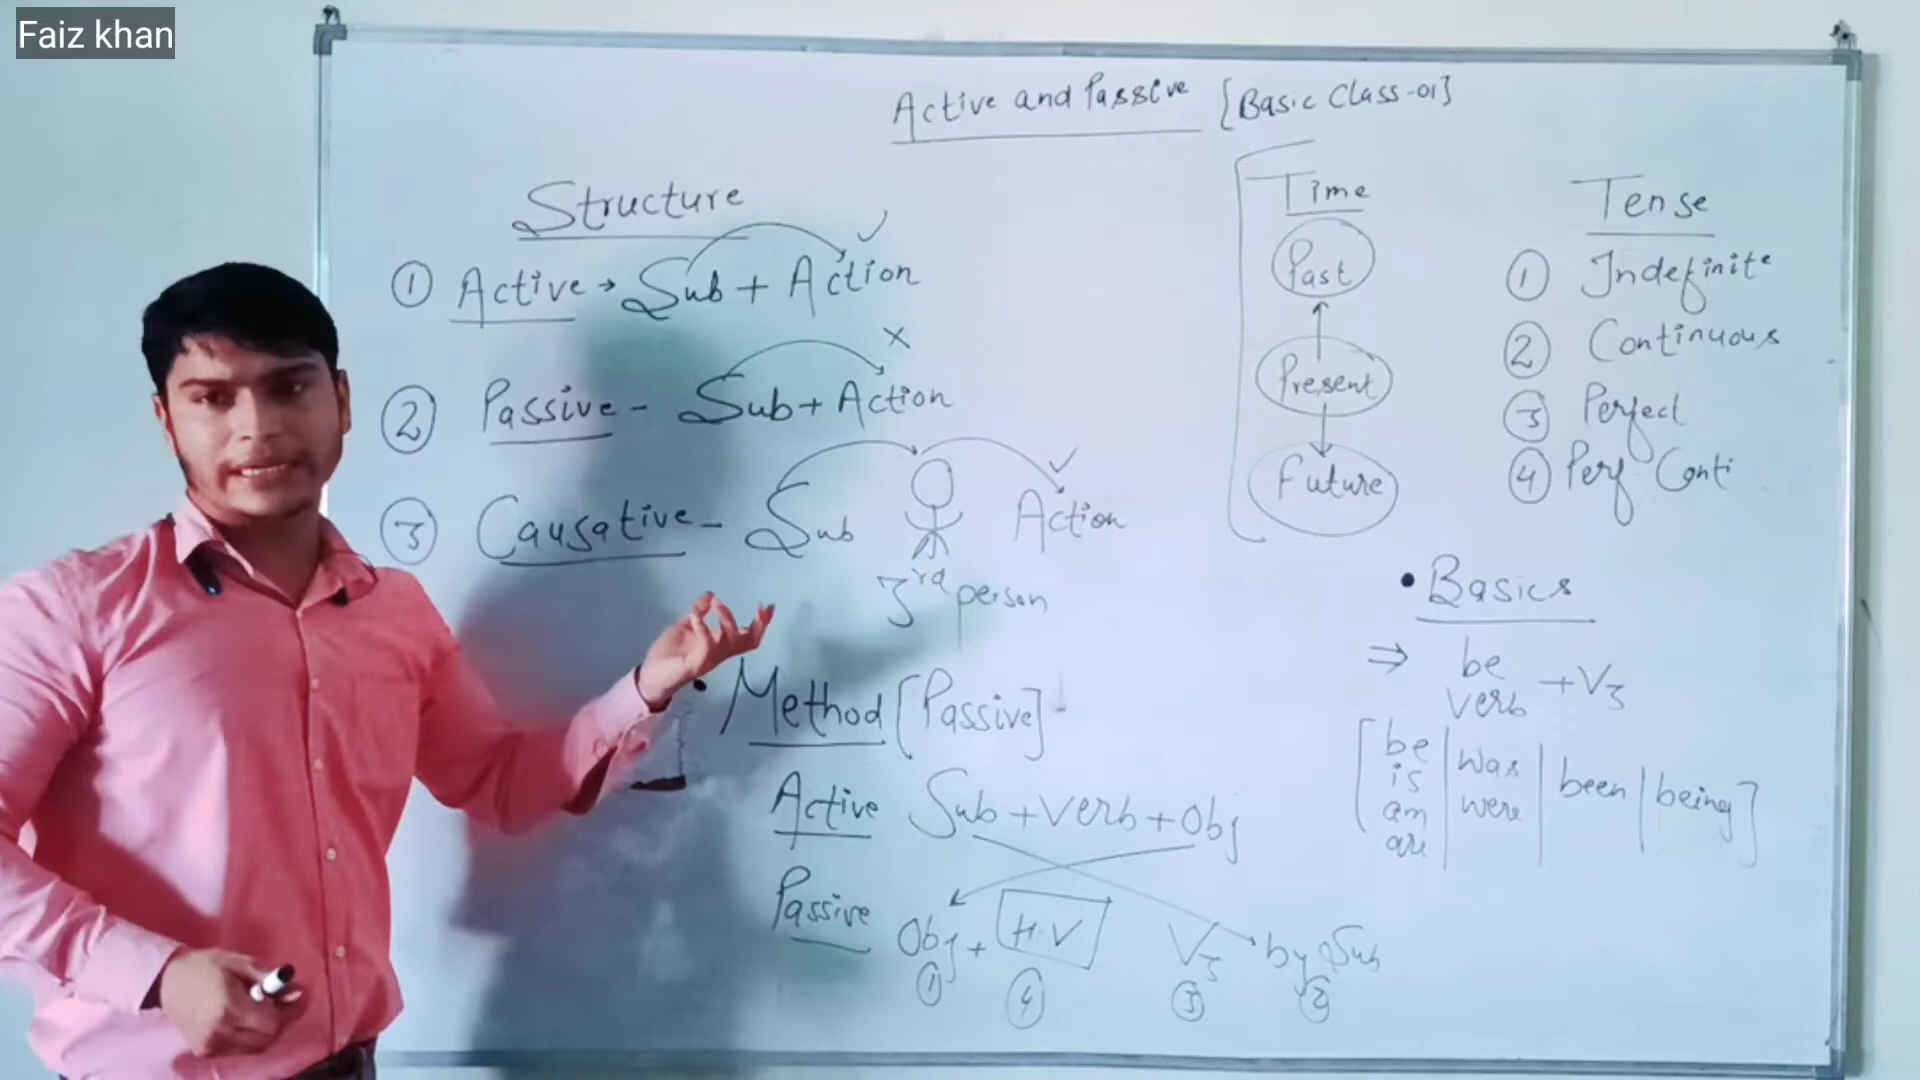 Faiz khan
Active and Passive [Basic Class-01]
Structure
① Active → Sub + Action ✓
② Passive - Sub + Action ×
③ Causative - Sub Action ✓
3rd person
Time
Past
Present
Future
Tense
① Indefinite
② Continuous
③ Perfect
④ Perf Conti
• Basics
⇒ be verb + V3
[be is am are | was were | been | being]
• Method [Passive] -
Active Sub + Verb + Obj
Passive Obj + H.V V3 by Sub
① ④ ③ ②